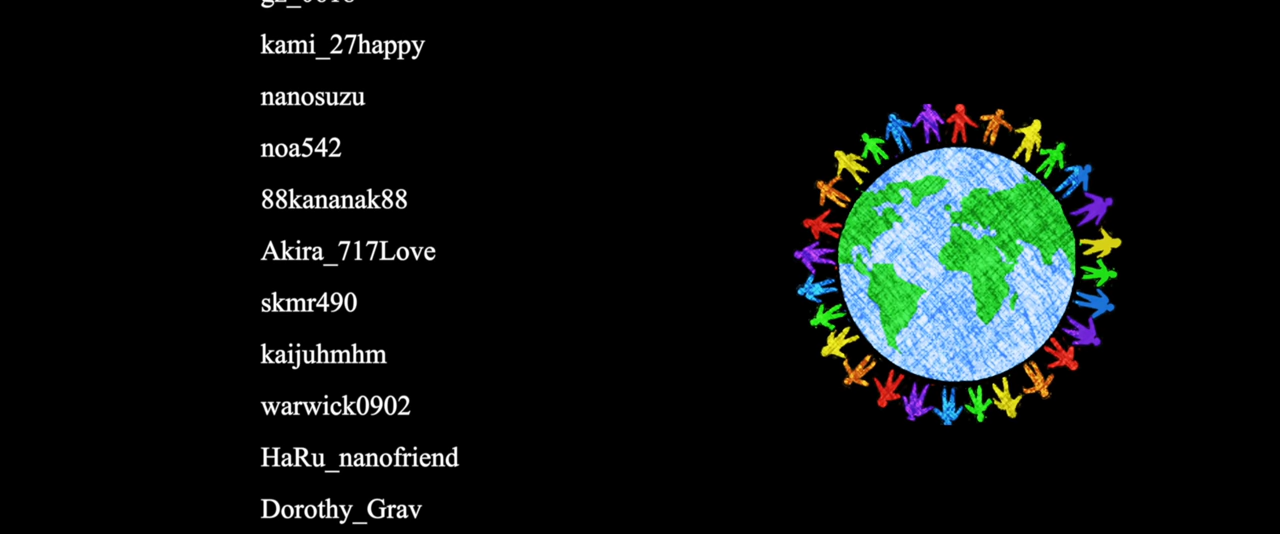 kami_27happy
nanosuzu
noa542
88kananak88
Akira_717Love
skmr490
kaijuhmhm
warwick0902
HaRu_nanofriend
Dorothy_Grav